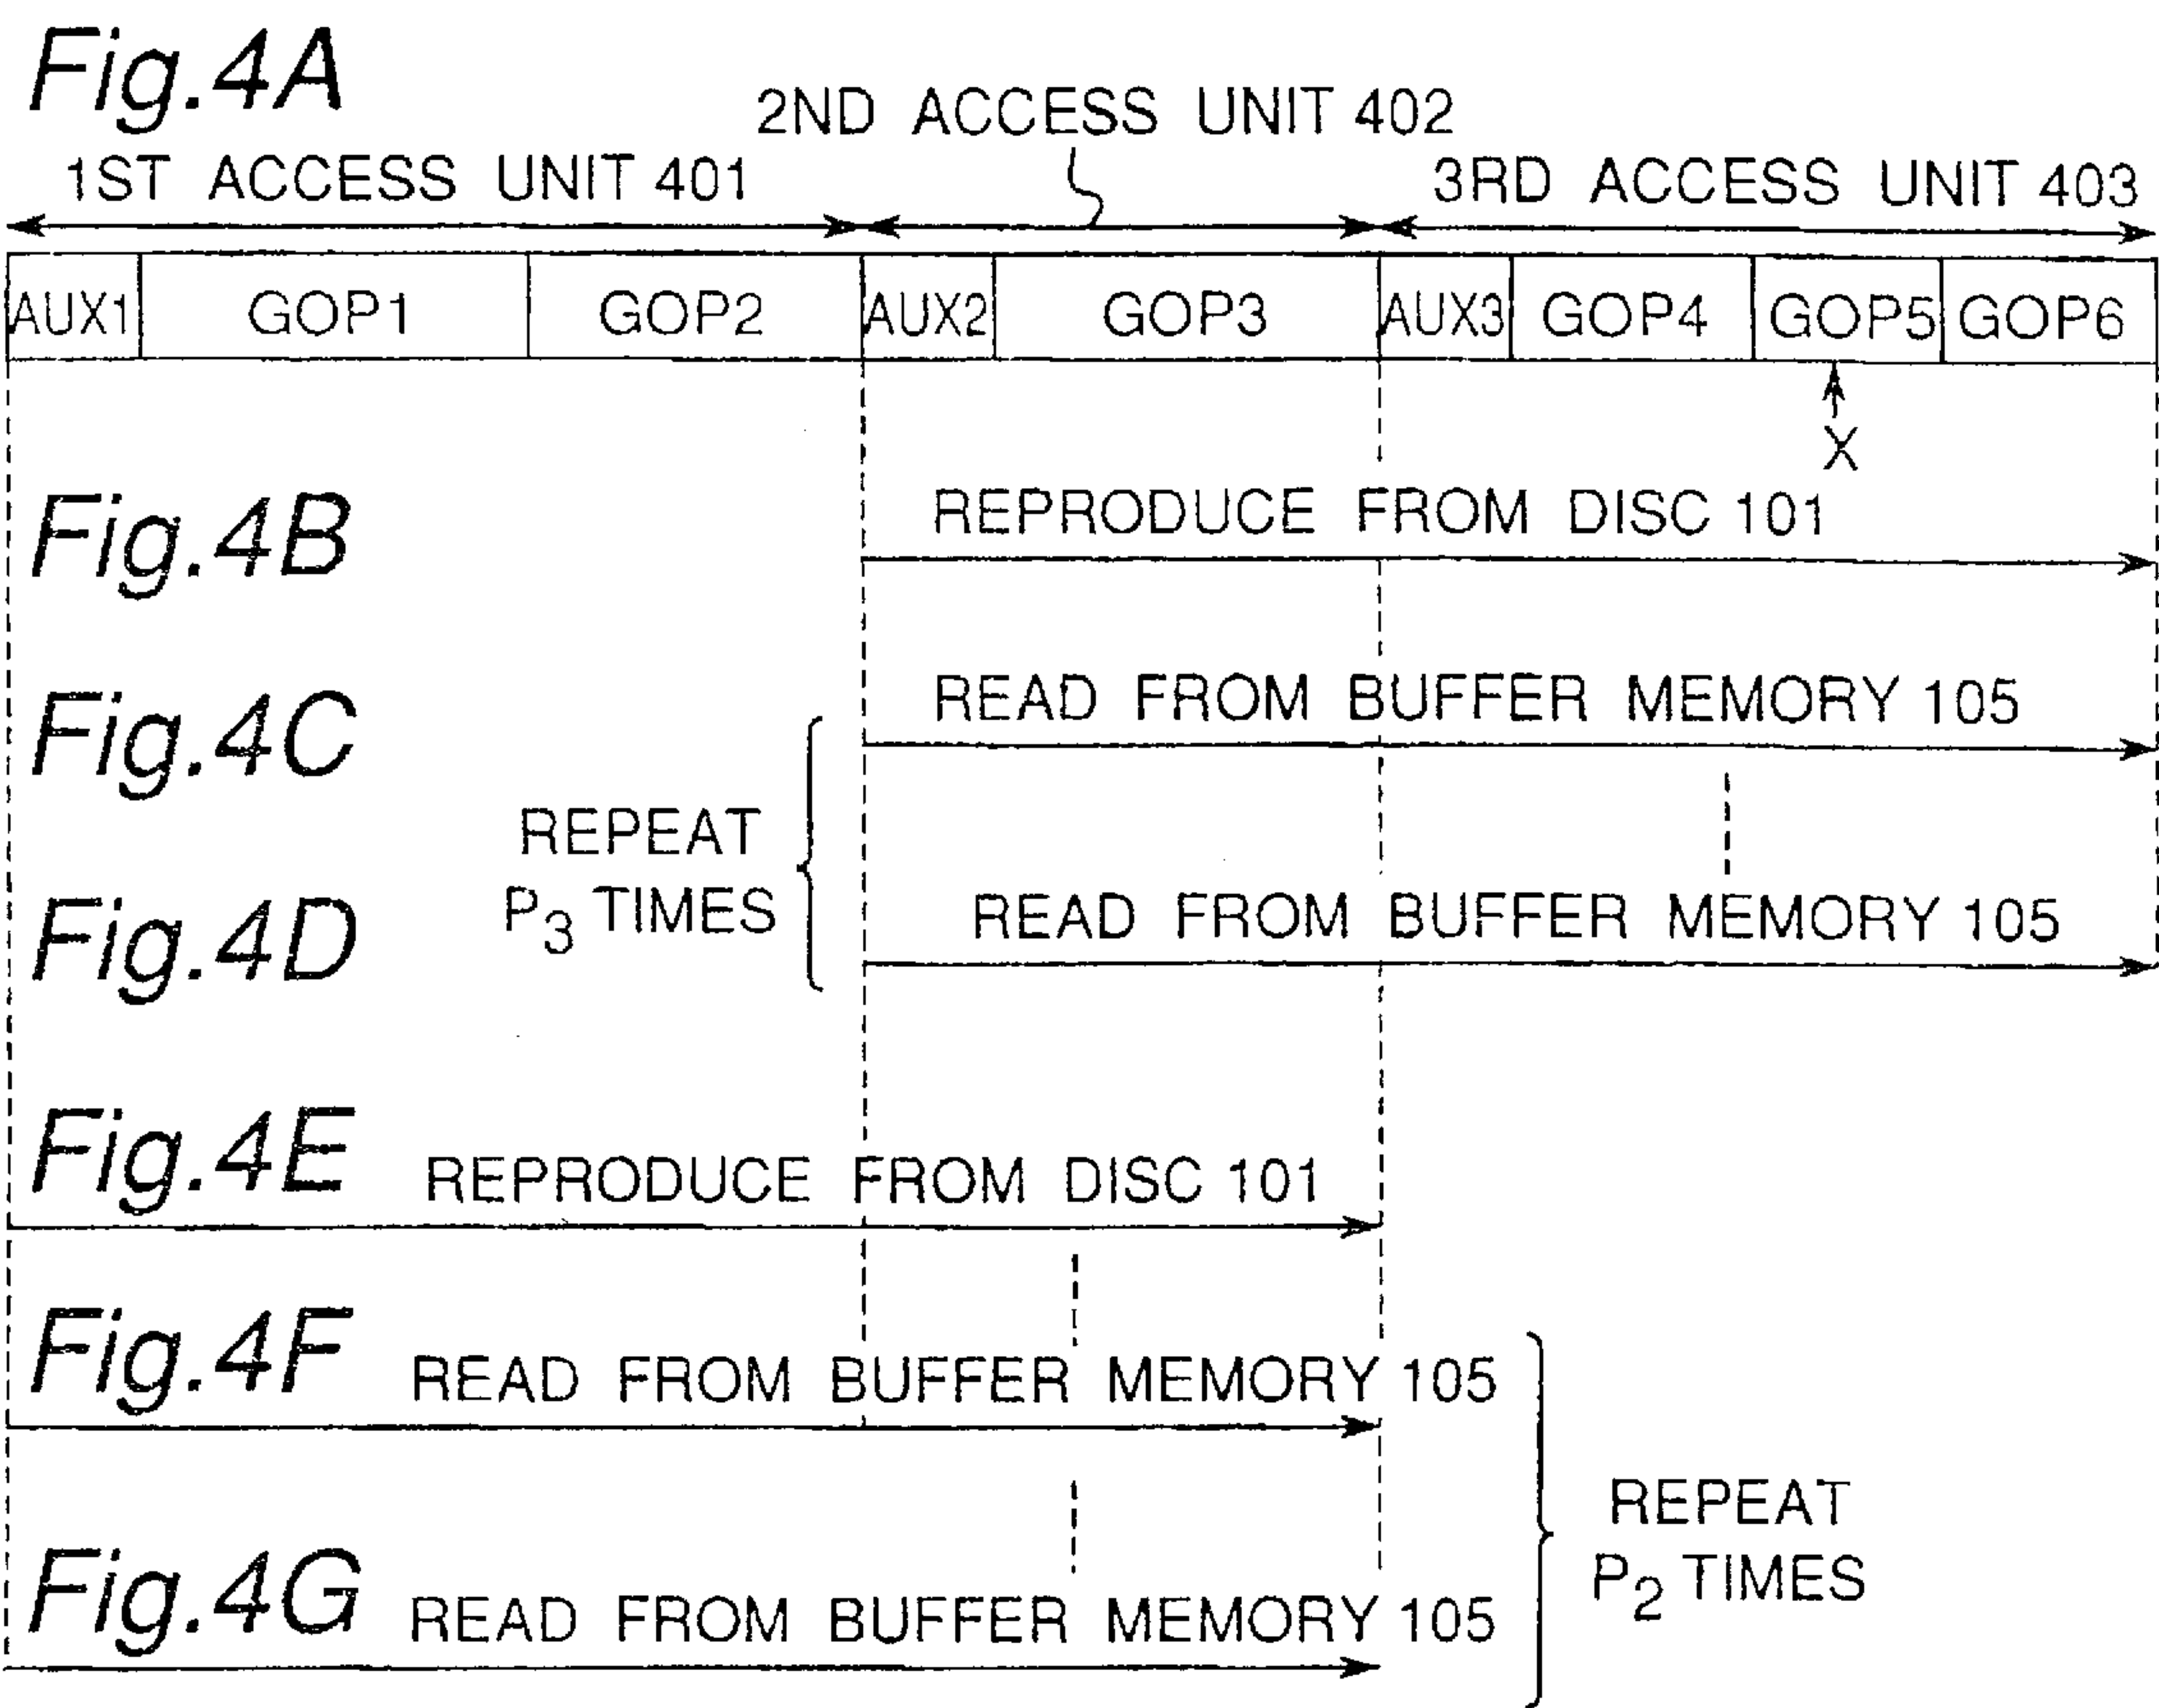 Fig.4A
2ND ACCESS UNIT 402
1ST ACCESS UNIT 401
3RD ACCESS UNIT 403
AUX1 GOP1 GOP2 AUX2 GOP3 AUX3 GOP4 GOP5 GOP6
X
Fig.4B
REPRODUCE FROM DISC 101
Fig.4C
READ FROM BUFFER MEMORY 105
REPEAT
P3 TIMES
Fig.4D
READ FROM BUFFER MEMORY 105
Fig.4E
REPRODUCE FROM DISC 101
Fig.4F
READ FROM BUFFER MEMORY 105
REPEAT
P2 TIMES
Fig.4G
READ FROM BUFFER MEMORY 105